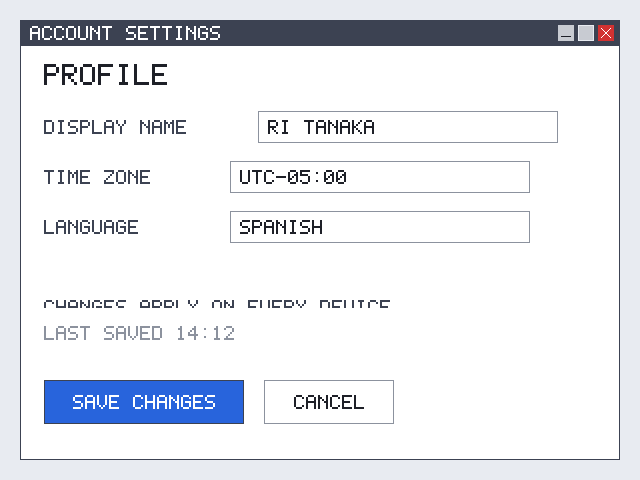 ACCOUNT SETTINGS
PROFILE
DISPLAY NAME RI TANAKA
TIME ZONE UTC-05:00
LANGUAGE SPANISH
LAST SAVED 14:12
SAVE CHANGES CANCEL